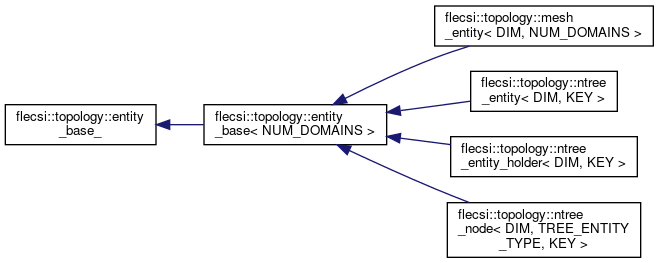 flecsi::topology::entity
_base_
flecsi::topology::entity
_base< NUM_DOMAINS >
flecsi::topology::mesh
_entity< DIM, NUM_DOMAINS >
flecsi::topology::ntree
_entity< DIM, KEY >
flecsi::topology::ntree
_entity_holder< DIM, KEY >
flecsi::topology::ntree
_node< DIM, TREE_ENTITY
_TYPE, KEY >